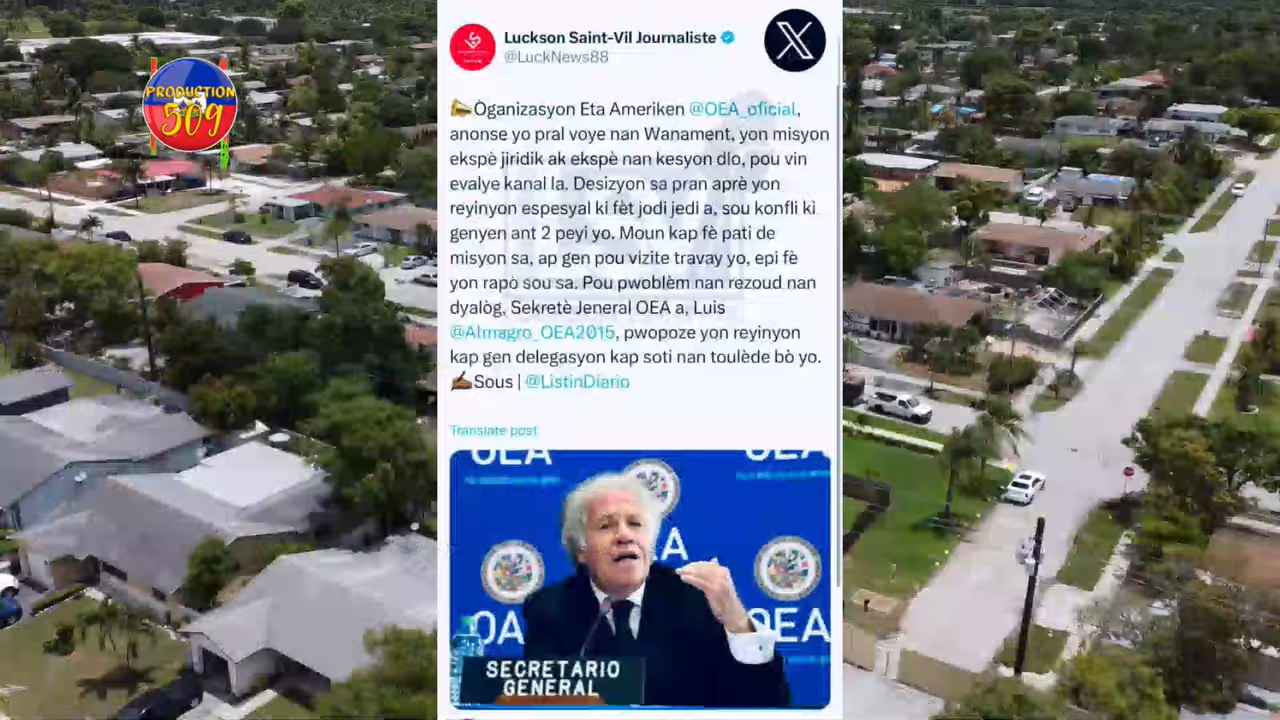 PRODUCTION
509
Luckson Saint-Vil Journaliste
@LuckNews88
Òganizasyon Eta Ameriken @OEA_oficial,
anonse yo pral voye nan Wanament, yon misyon
ekspè jiridik ak ekspè nan kesyon dlo, pou vin
evalye kanal la. Desizyon sa pran aprè yon
reyinyon espesyal ki fèt jodi jedi a, sou konfli ki
genyen ant 2 peyi yo. Moun kap fè pati de
misyon sa, ap gen pou vizite travay yo, epi fè
yon rapò sou sa. Pou pwoblèm nan rezoud nan
dyalòg, Sekretè Jeneral OEA a, Luis
@Almagro_OEA2015, pwopoze yon reyinyon
kap gen delegasyon kap soti nan toulède bò yo.
Sous | @ListinDiario
Translate post
OEA
OEA
EA
OEA
OEA
SECRETARIO
GENERAL